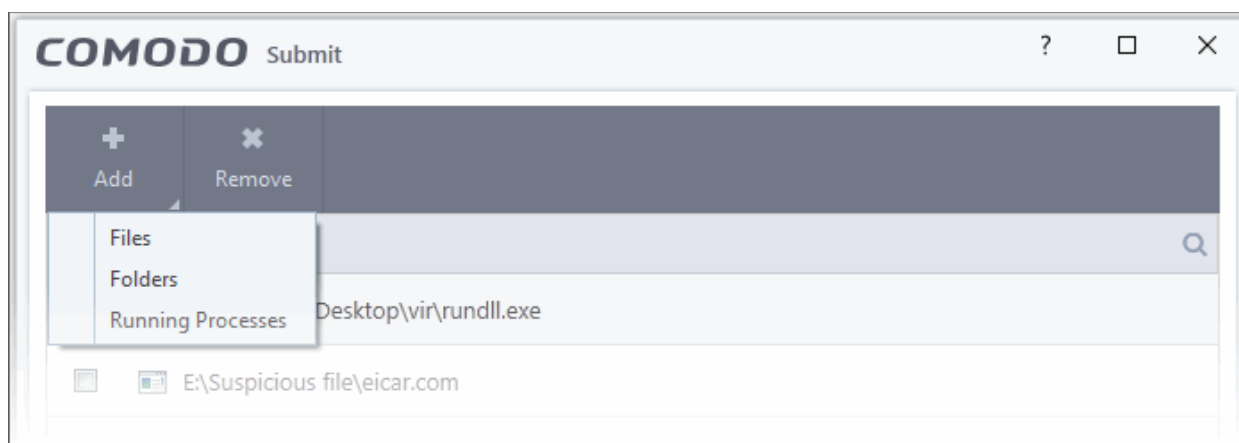 COMODO Submit
?
Add
Remove
Files
Folders
Running Processes
Desktop\vir\rundll.exe
E:\Suspicious file\eicar.com